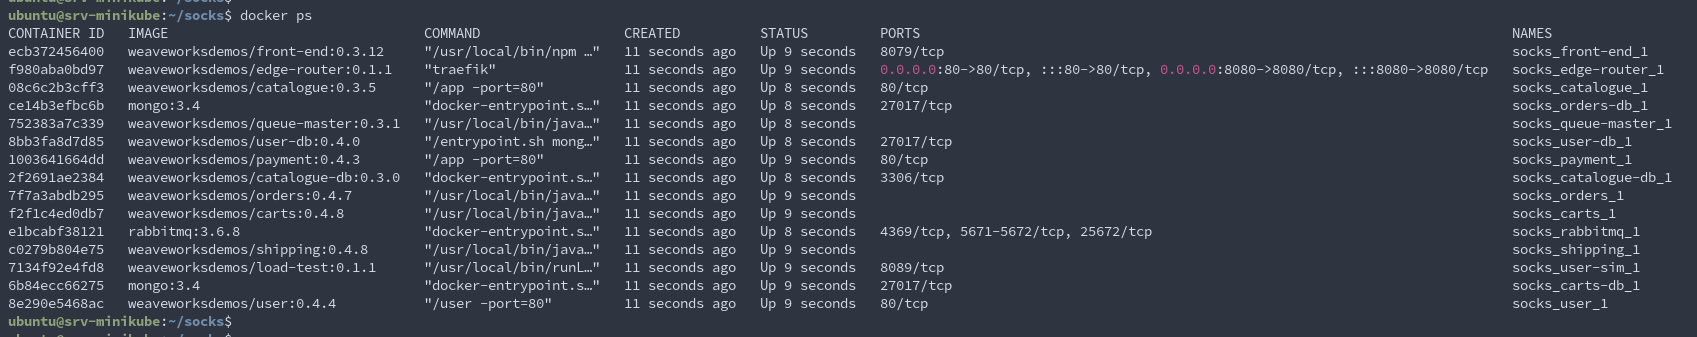 ubuntu@srv-minikube:~/socks$ docker ps
CONTAINER ID   IMAGE                                COMMAND                  CREATED          STATUS         PORTS                                                                      NAMES
ecb372456400   weaveworksdemos/front-end:0.3.12     "/usr/local/bin/npm …"   11 seconds ago   Up 9 seconds   8079/tcp                                                                   socks_front-end_1
f980aba0bd97   weaveworksdemos/edge-router:0.1.1    "traefik"                11 seconds ago   Up 9 seconds   0.0.0.0:80->80/tcp, :::80->80/tcp, 0.0.0.0:8080->8080/tcp, :::8080->8080/tcp   socks_edge-router_1
08c6c2b3cff3   weaveworksdemos/catalogue:0.3.5      "/app -port=80"          11 seconds ago   Up 8 seconds   80/tcp                                                                     socks_catalogue_1
ce14b3efbc6b   mongo:3.4                            "docker-entrypoint.s…"   11 seconds ago   Up 8 seconds   27017/tcp                                                                  socks_orders-db_1
752383a7c339   weaveworksdemos/queue-master:0.3.1   "/usr/local/bin/java…"   11 seconds ago   Up 8 seconds                                                                              socks_queue-master_1
8bb3fa8d7d85   weaveworksdemos/user-db:0.4.0        "/entrypoint.sh mong…"   11 seconds ago   Up 8 seconds   27017/tcp                                                                  socks_user-db_1
1003641664dd   weaveworksdemos/payment:0.4.3        "/app -port=80"          11 seconds ago   Up 9 seconds   80/tcp                                                                     socks_payment_1
2f2691ae2384   weaveworksdemos/catalogue-db:0.3.0   "docker-entrypoint.s…"   11 seconds ago   Up 8 seconds   3306/tcp                                                                   socks_catalogue-db_1
7f7a3abdb295   weaveworksdemos/orders:0.4.7         "/usr/local/bin/java…"   11 seconds ago   Up 9 seconds                                                                              socks_orders_1
f2f1c4ed0db7   weaveworksdemos/carts:0.4.8          "/usr/local/bin/java…"   11 seconds ago   Up 9 seconds                                                                              socks_carts_1
e1bcabf38121   rabbitmq:3.6.8                       "docker-entrypoint.s…"   11 seconds ago   Up 8 seconds   4369/tcp, 5671-5672/tcp, 25672/tcp                                         socks_rabbitmq_1
c0279b804e75   weaveworksdemos/shipping:0.4.8       "/usr/local/bin/java…"   11 seconds ago   Up 9 seconds                                                                              socks_shipping_1
7134f92e4fd8   weaveworksdemos/load-test:0.1.1      "/usr/local/bin/runL…"   11 seconds ago   Up 9 seconds   8089/tcp                                                                   socks_user-sim_1
6b84ecc66275   mongo:3.4                            "docker-entrypoint.s…"   11 seconds ago   Up 9 seconds   27017/tcp                                                                  socks_carts-db_1
8e290e5468ac   weaveworksdemos/user:0.4.4           "/user -port=80"         11 seconds ago   Up 9 seconds   80/tcp                                                                     socks_user_1
ubuntu@srv-minikube:~/socks$